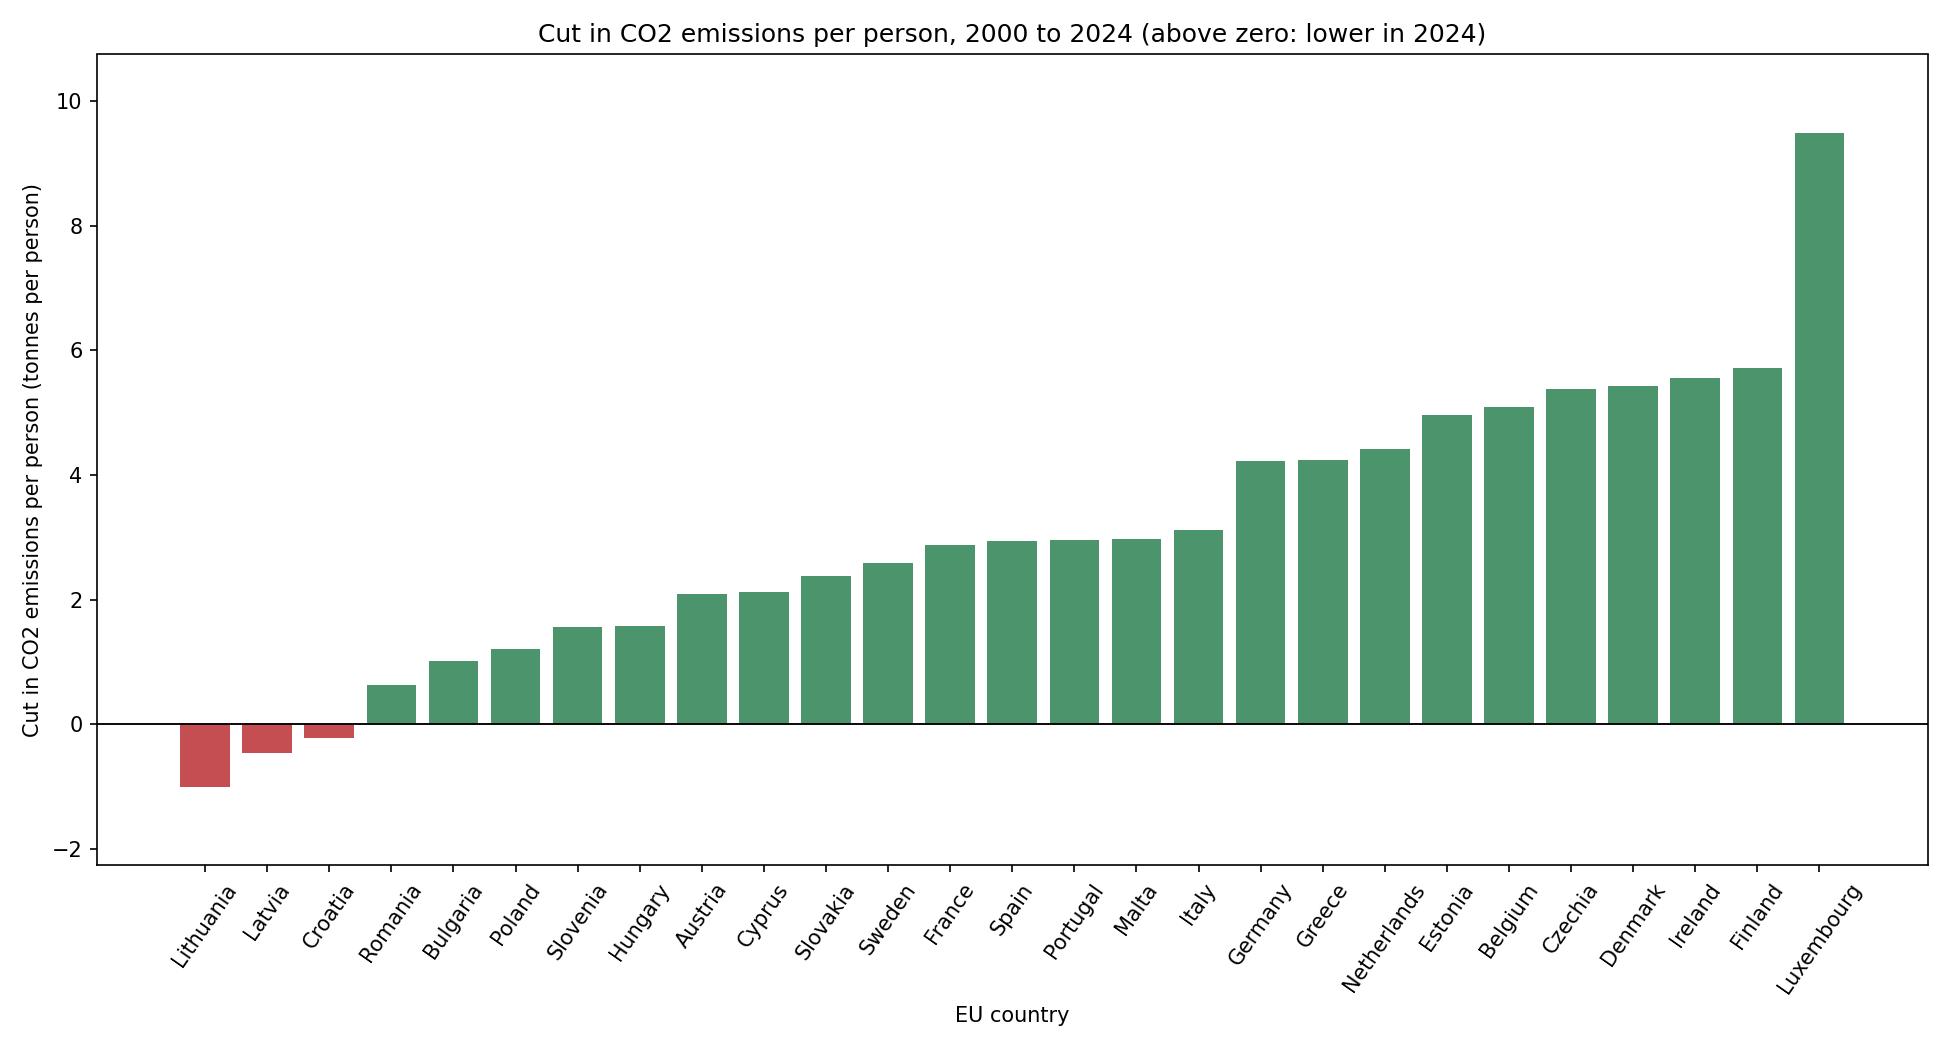 Cut in CO2 emissions per person, 2000 to 2024 (above zero: lower in 2024)
Cut in CO2 emissions per person (tonnes per person)
10
8
6
4
2
0
−2
Lithuania
Latvia
Croatia
Romania
Bulgaria
Poland
Slovenia
Hungary
Austria
Cyprus
Slovakia
Sweden
France
Spain
Portugal
Malta
Italy
Germany
Greece
Netherlands
Estonia
Belgium
Czechia
Denmark
Ireland
Finland
Luxembourg
EU country